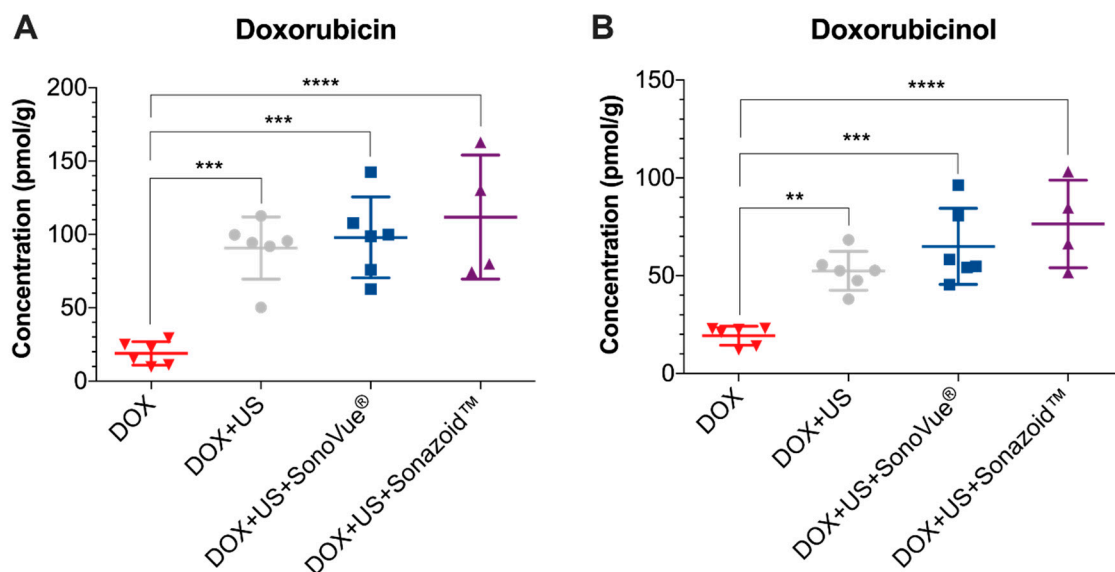 A
Doxorubicin
Concentration (pmol/g)
200
150
100
50
0
****
***
***
DOX
DOX+US
DOX+US+SonoVue®
DOX+US+Sonazoid™
B
Doxorubicinol
Concentration (pmol/g)
150
100
50
0
****
***
**
DOX
DOX+US
DOX+US+SonoVue®
DOX+US+Sonazoid™